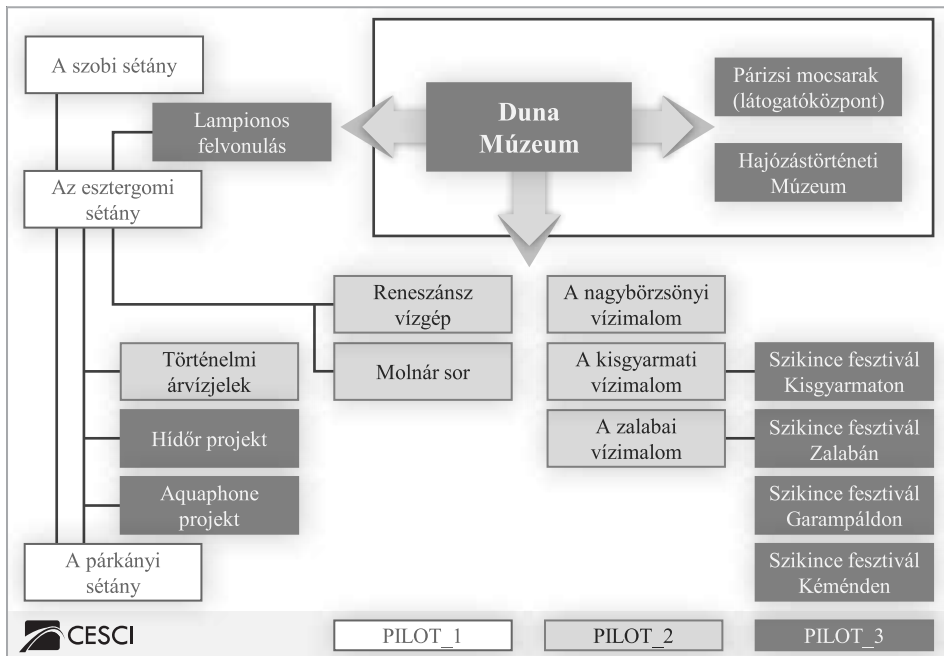 A szobi sétány
Lampionos
felvonulás
Duna
Múzeum
Párizsi mocsarak
(látogatóközpont)
Hajózástörténeti
Múzeum
Az esztergomi
sétány
Reneszánsz
vízgép
A nagybörzsönyi
vízimalom
Történelmi
árvízjelek
Molnár sor
A kisgyarmati
vízimalom
Szikince fesztivál
Kisgyarmaton
Hídőr projekt
A zalabai
vízimalom
Szikince fesztivál
Zalabán
Aquaphone
projekt
Szikince fesztivál
Garampáldon
A párkányi
sétány
Szikince fesztivál
Kéménden
CESCI
PILOT_1
PILOT_2
PILOT_3